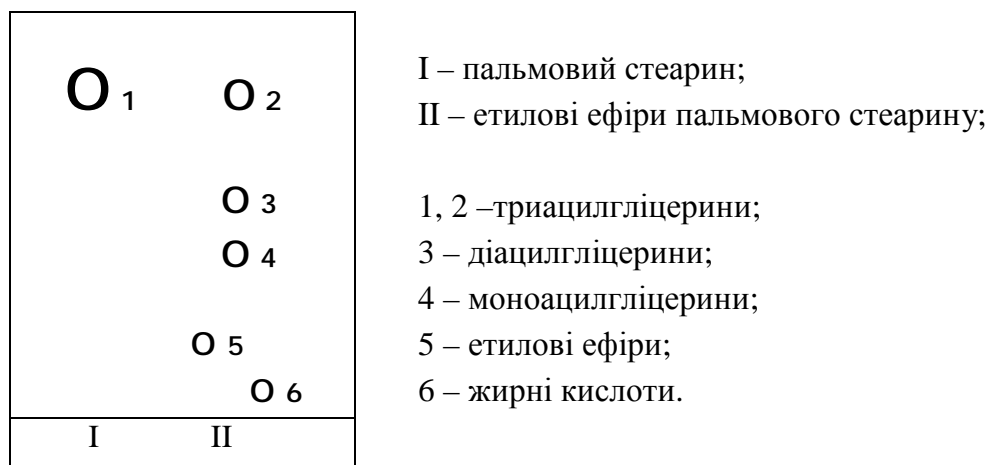 O 1
O 2
O 3
O 4
O 5
O 6
I
II
I – пальмовий стеарин;
II – етилові ефіри пальмового стеарину;
1, 2 –триацилгліцерини;
3 – діацилгліцерини;
4 – моноацилгліцерини;
5 – етилові ефіри;
6 – жирні кислоти.